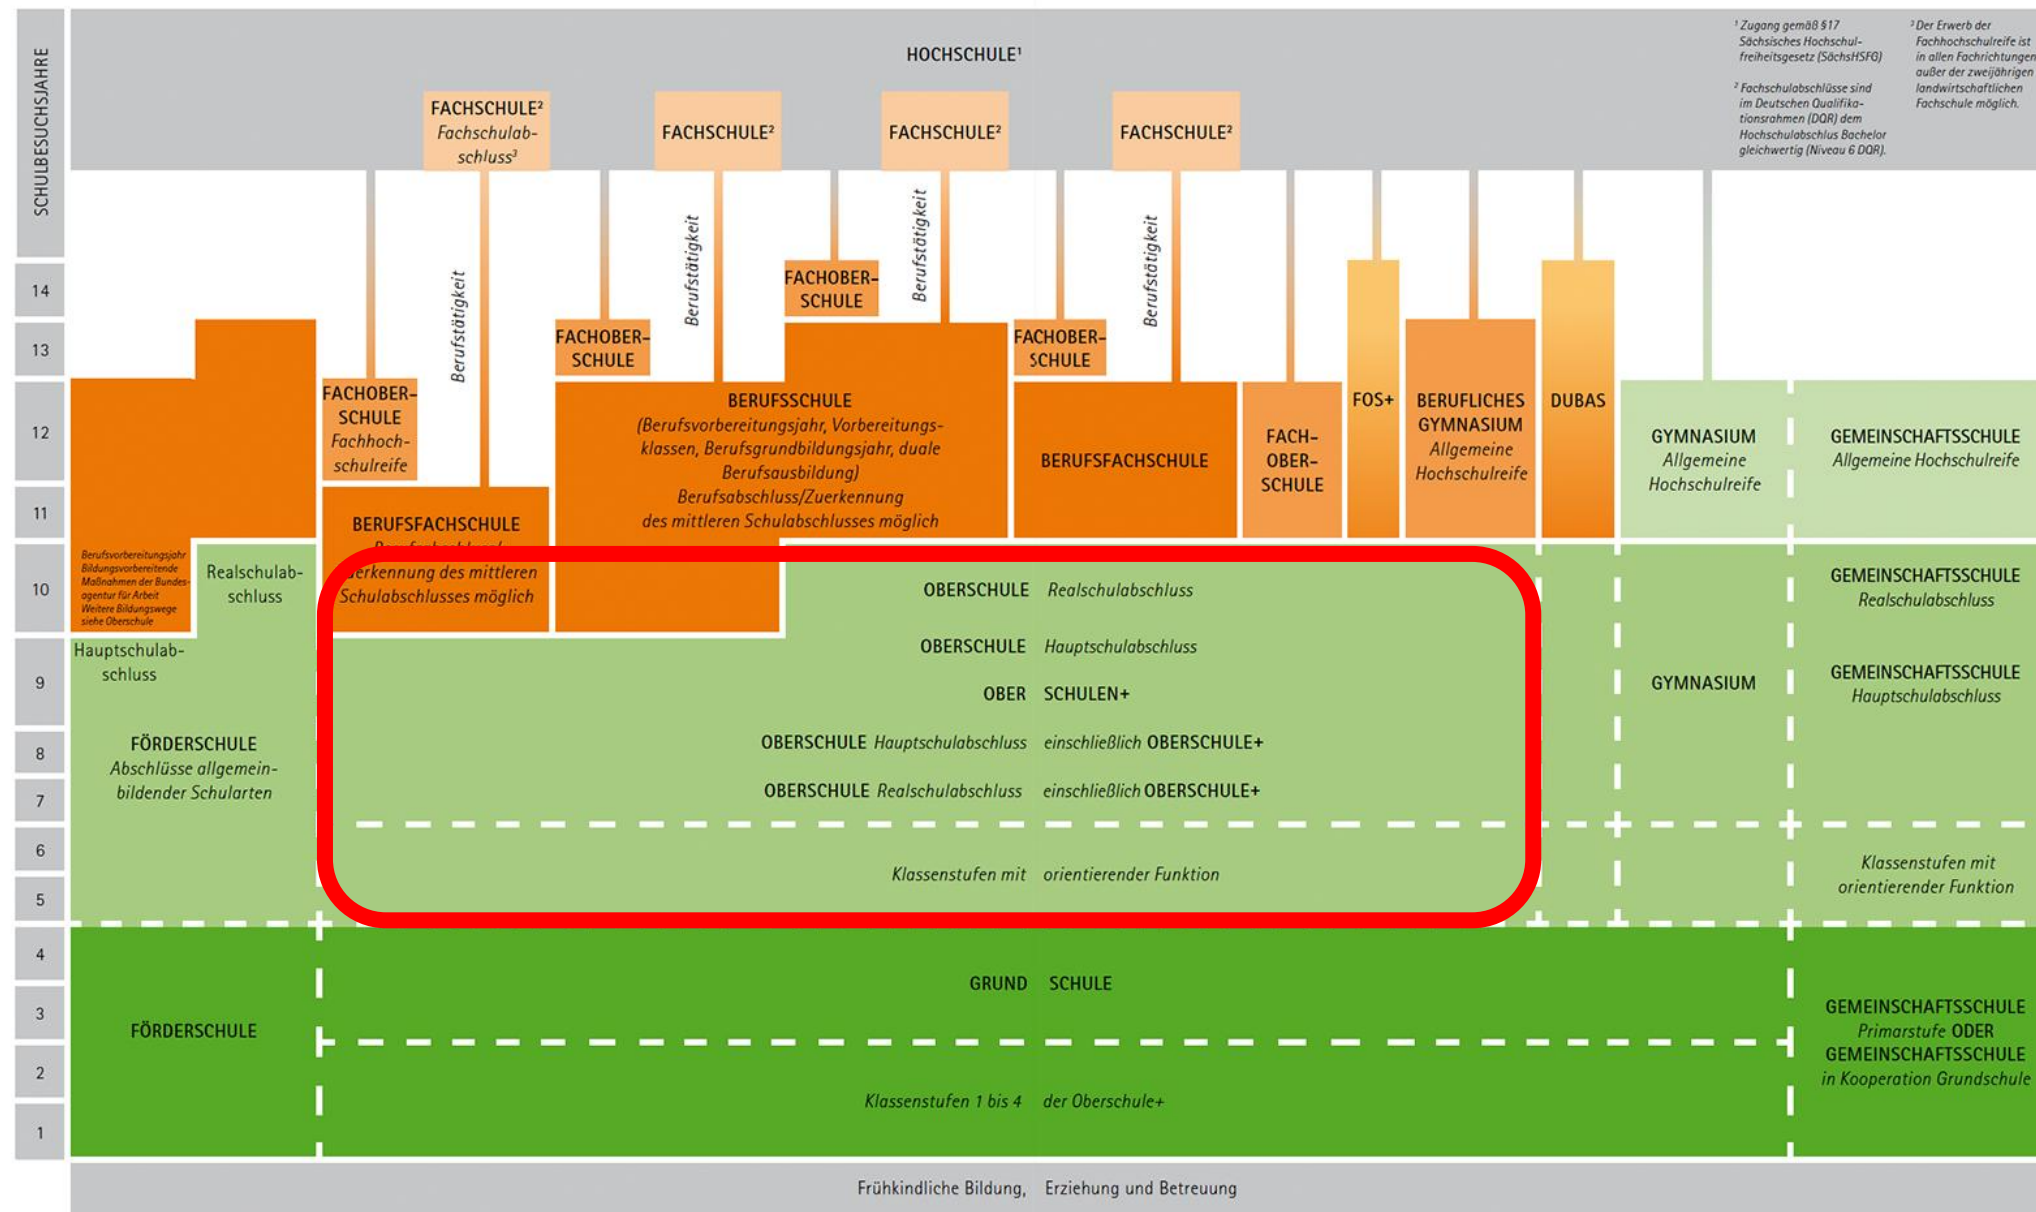 SCHULBESUCHSJAHRE
14
13
12
11
10
9
8
7
6
5
4
3
2
1
HOCHSCHULE¹
¹ Zugang gemäß §17
Sächsisches Hochschul-
freiheitsgesetz (SächsHSFG)
² Fachschulabschlüsse sind
im Deutschen Qualifika-
tionsrahmen (DQR) dem
Hochschulabschlus Bachelor
gleichwertig (Niveau 6 DQR).
³ Der Erwerb der
Fachhochschulreife ist
in allen Fachrichtungen
außer der zweijährigen
landwirtschaftlichen
Fachschule möglich.
FACHSCHULE²
Fachschulab-
schluss³
FACHSCHULE²
FACHSCHULE²
FACHSCHULE²
Berufstätigkeit
Berufstätigkeit
Berufstätigkeit
Berufstätigkeit
FACHOBER-
SCHULE
Fachhoch-
schulreife
FACHOBER-
SCHULE
FACHOBER-
SCHULE
FACHOBER-
SCHULE
BERUFSSCHULE
(Berufsvorbereitungsjahr, Vorbereitungs-
klassen, Berufsgrundbildungsjahr, duale
Berufsausbildung)
Berufsabschluss/Zuerkennung
des mittleren Schulabschlusses möglich
BERUFSFACHSCHULE
FACH-
OBER-
SCHULE
FOS+
BERUFLICHES
GYMNASIUM
Allgemeine
Hochschulreife
DUBAS
GYMNASIUM
Allgemeine
Hochschulreife
GEMEINSCHAFTSSCHULE
Allgemeine Hochschulreife
BERUFSFACHSCHULE
des mittleren
Schulabschlusses möglich
Berufsvorbereitungsjahr
Bildungsvorbereitende
Maßnahmen der Bundes-
agentur für Arbeit
Weitere Bildungswege
siehe Oberschule
Realschulab-
schluss
Hauptschulab-
schluss
FÖRDERSCHULE
Abschlüsse allgemein-
bildender Schularten
OBERSCHULE Realschulabschluss
OBERSCHULE Hauptschulabschluss
OBER SCHULEN+
OBERSCHULE Hauptschulabschluss einschließlich OBERSCHULE+
OBERSCHULE Realschulabschluss einschließlich OBERSCHULE+
Klassenstufen mit orientierender Funktion
GYMNASIUM
GEMEINSCHAFTSSCHULE
Realschulabschluss
GEMEINSCHAFTSSCHULE
Hauptschulabschluss
Klassenstufen mit
orientierender Funktion
FÖRDERSCHULE
GRUND SCHULE
Klassenstufen 1 bis 4 der Oberschule+
GEMEINSCHAFTSSCHULE
Primarstufe ODER
GEMEINSCHAFTSSCHULE
in Kooperation Grundschule
Frühkindliche Bildung, Erziehung und Betreuung